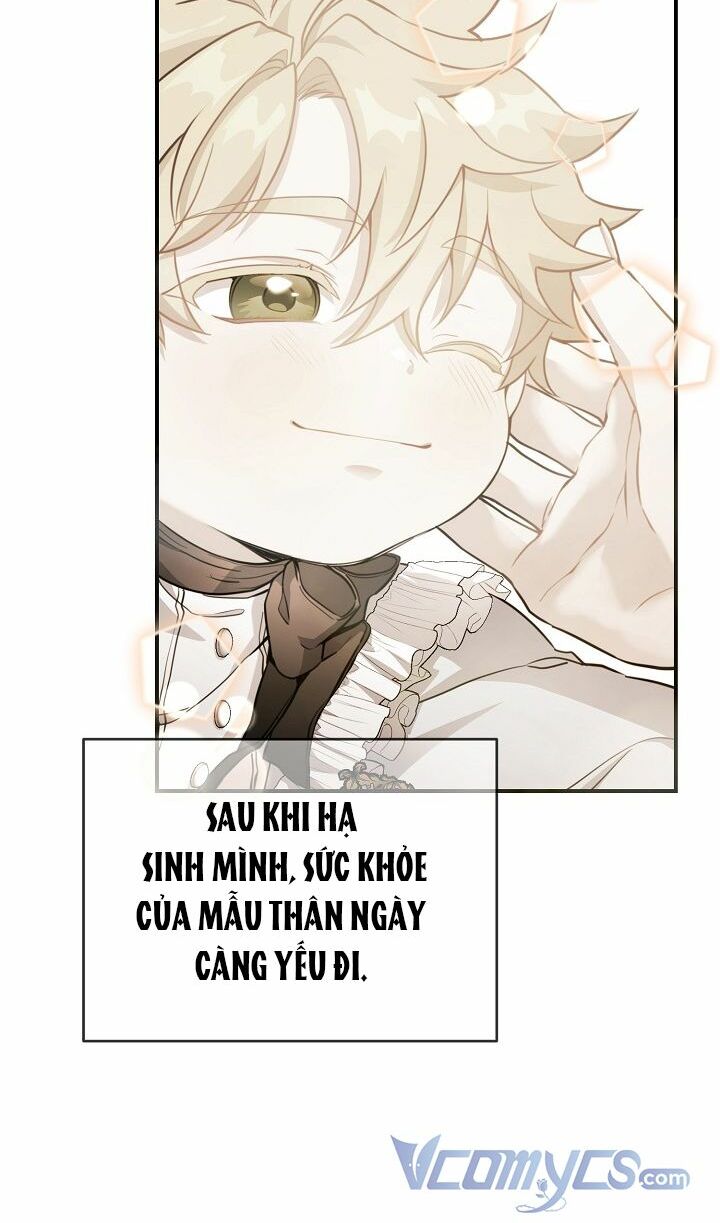 SAU KHI HẠ
SINH MÌNH, SỨC KHỎE
CỦA MẪU THÂN NGÀY
CÀNG YẾU ĐI.
VCOMYCS.com